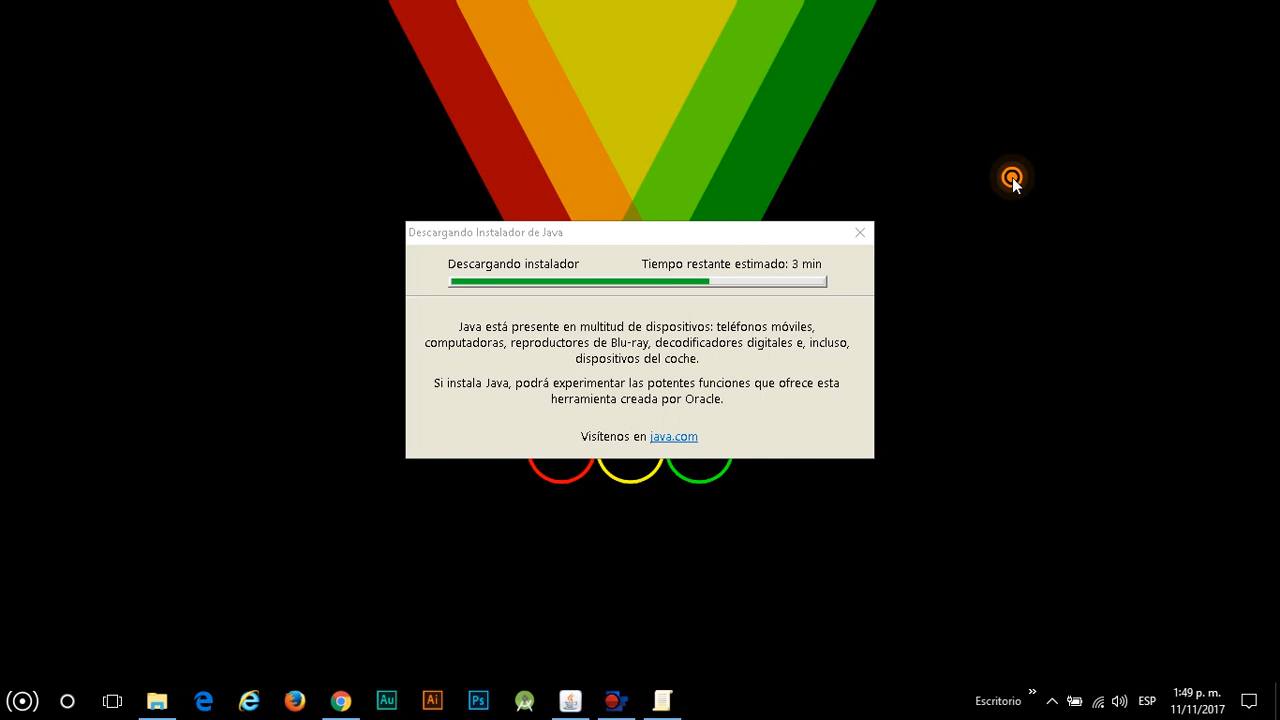 Descargando Instalador de Java
Descargando instalador Tiempo restante estimado: 3 min
Java está presente en multitud de dispositivos: teléfonos móviles,
computadoras, reproductores de Blu-ray, decodificadores digitales e, incluso,
dispositivos del coche.
Si instala Java, podrá experimentar las potentes funciones que ofrece esta
herramienta creada por Oracle.
Visítenos en java.com
Au Ai Ps Escritorio » ESP 1:49 p. m.
11/11/2017